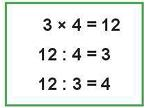 3 × 4 = 12
12 : 4 = 3
12 : 3 = 4